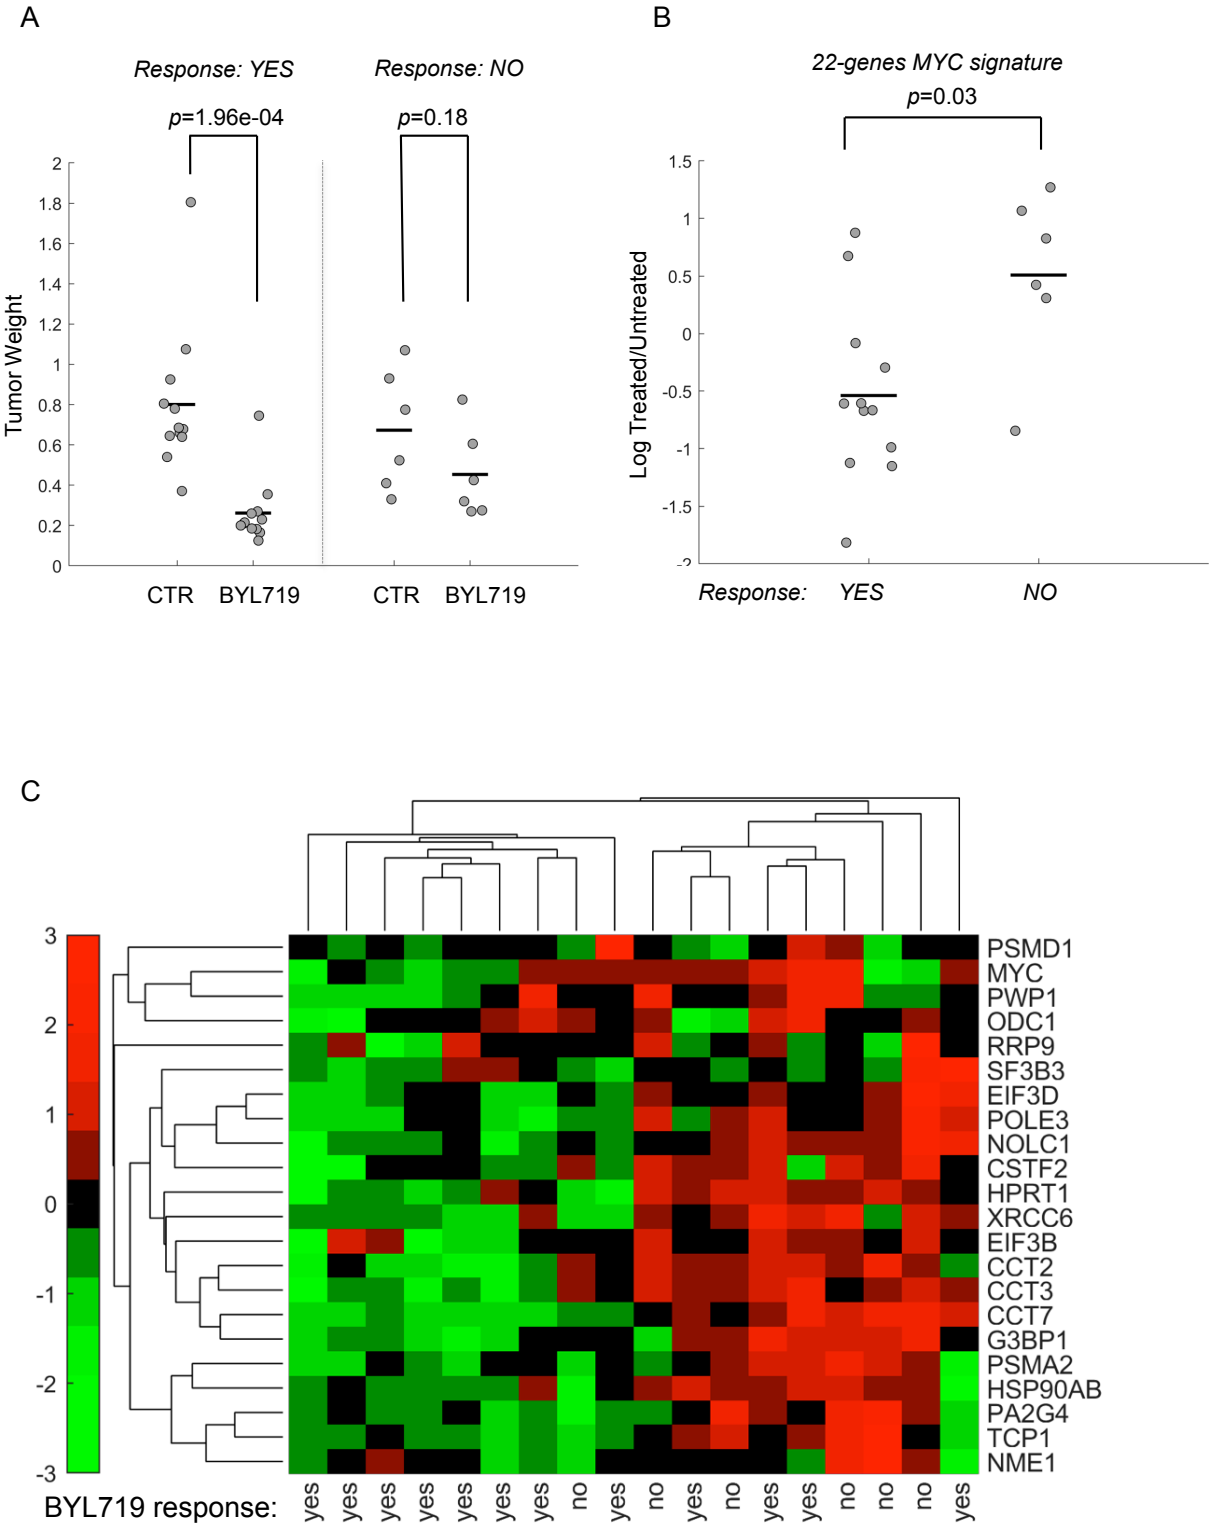 A
B
Response: YES
Response: NO
22-genes MYC signature
p=1.96e-04
p=0.18
p=0.03
Tumor Weight
2
1.8
1.6
1.4
1.2
1
0.8
0.6
0.4
0.2
0
CTR
BYL719
CTR
BYL719
Log Treated/Untreated
1.5
1
0.5
0
-0.5
-1
-1.5
-2
Response:
YES
NO
C
3
2
1
0
-1
-2
-3
PSMD1
MYC
PWP1
ODC1
RRP9
SF3B3
EIF3D
POLE3
NOLC1
CSTF2
HPRT1
XRCC6
EIF3B
CCT2
CCT3
CCT7
G3BP1
PSMA2
HSP90AB
PA2G4
TCP1
NME1
BYL719 response:
yes
yes
yes
yes
yes
yes
yes
no
yes
no
yes
no
yes
yes
no
no
no
yes